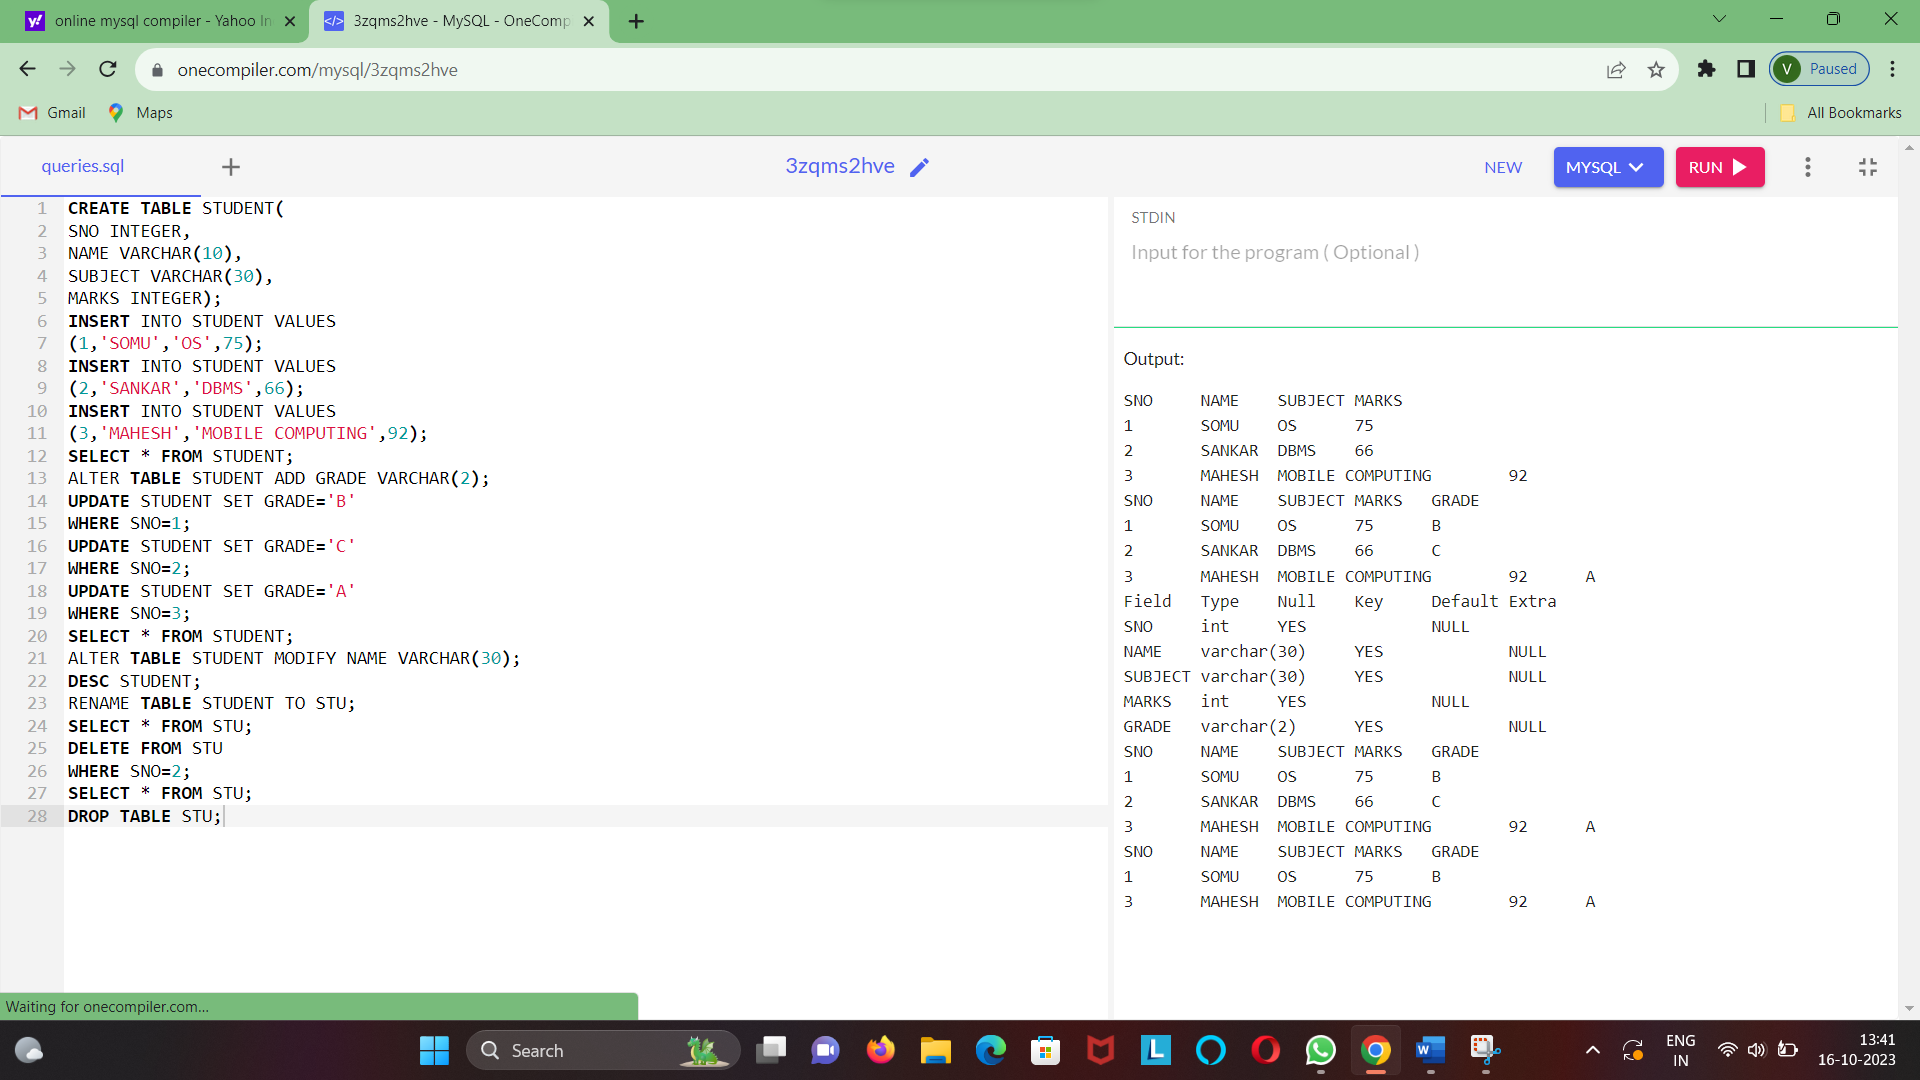 online mysql compiler - Yahoo In
3zqms2hve - MySQL - OneComp
onecompiler.com/mysql/3zqms2hve
V Paused
Gmail Maps All Bookmarks
queries.sql
3zqms2hve
NEW MYSQL RUN
1 CREATE TABLE STUDENT(
2 SNO INTEGER,
3 NAME VARCHAR(10),
4 SUBJECT VARCHAR(30),
5 MARKS INTEGER);
6 INSERT INTO STUDENT VALUES
7 (1,'SOMU','OS',75);
8 INSERT INTO STUDENT VALUES
9 (2,'SANKAR','DBMS',66);
10 INSERT INTO STUDENT VALUES
11 (3,'MAHESH','MOBILE COMPUTING',92);
12 SELECT * FROM STUDENT;
13 ALTER TABLE STUDENT ADD GRADE VARCHAR(2);
14 UPDATE STUDENT SET GRADE='B'
15 WHERE SNO=1;
16 UPDATE STUDENT SET GRADE='C'
17 WHERE SNO=2;
18 UPDATE STUDENT SET GRADE='A'
19 WHERE SNO=3;
20 SELECT * FROM STUDENT;
21 ALTER TABLE STUDENT MODIFY NAME VARCHAR(30);
22 DESC STUDENT;
23 RENAME TABLE STUDENT TO STU;
24 SELECT * FROM STU;
25 DELETE FROM STU
26 WHERE SNO=2;
27 SELECT * FROM STU;
28 DROP TABLE STU;
STDIN
Input for the program ( Optional )
Output:
SNO NAME SUBJECT MARKS
1 SOMU OS 75
2 SANKAR DBMS 66
3 MAHESH MOBILE COMPUTING 92
SNO NAME SUBJECT MARKS GRADE
1 SOMU OS 75 B
2 SANKAR DBMS 66 C
3 MAHESH MOBILE COMPUTING 92 A
Field Type Null Key Default Extra
SNO int YES NULL
NAME varchar(30) YES NULL
SUBJECT varchar(30) YES NULL
MARKS int YES NULL
GRADE varchar(2) YES NULL
SNO NAME SUBJECT MARKS GRADE
1 SOMU OS 75 B
2 SANKAR DBMS 66 C
3 MAHESH MOBILE COMPUTING 92 A
SNO NAME SUBJECT MARKS GRADE
1 SOMU OS 75 B
3 MAHESH MOBILE COMPUTING 92 A
Waiting for onecompiler.com...
Search
ENG
IN
13:41
16-10-2023